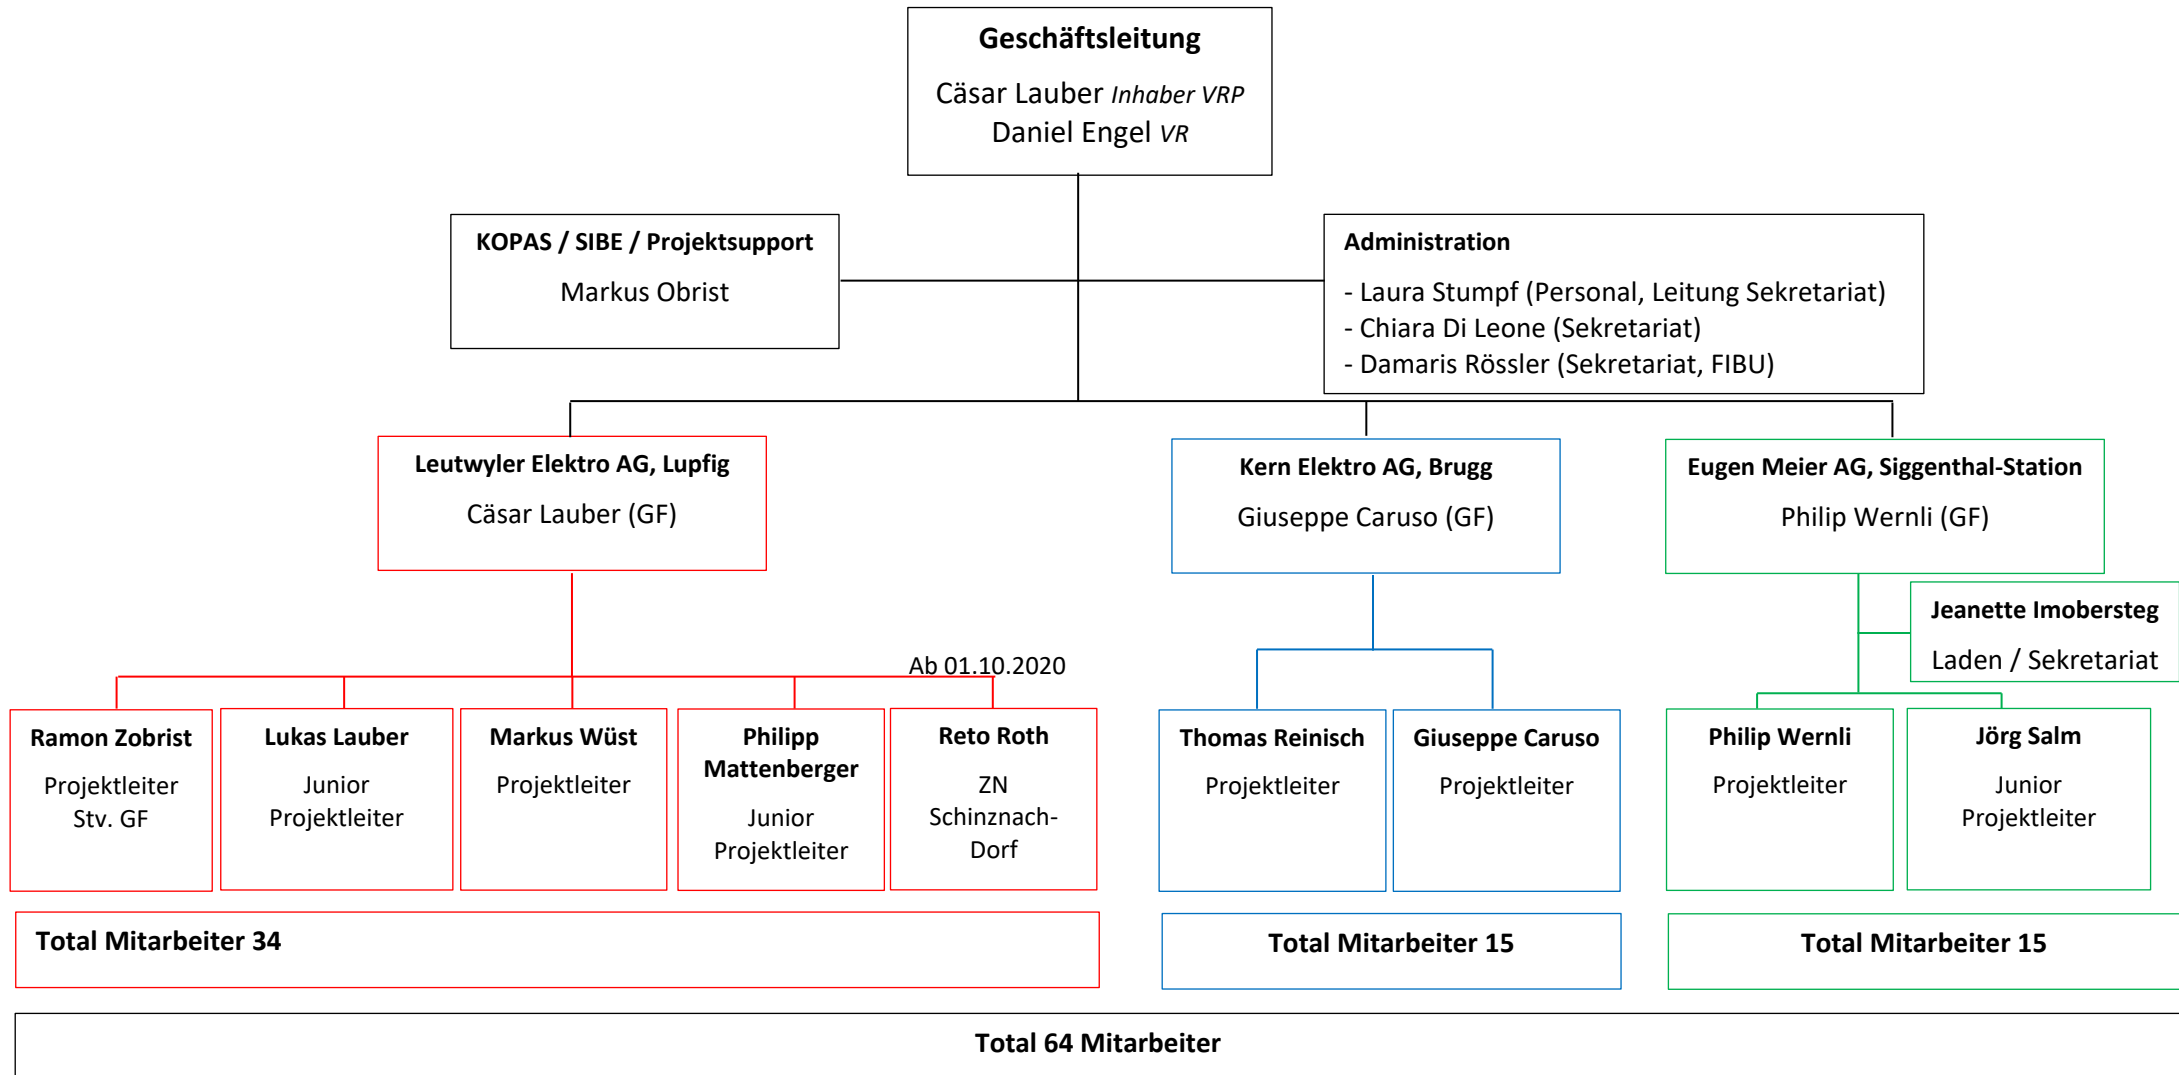 Geschäftsleitung
Cäsar Lauber Inhaber VRP
Daniel Engel VR
KOPAS / SIBE / Projektsupport
Markus Obrist
Administration
- Laura Stumpf (Personal, Leitung Sekretariat)
- Chiara Di Leone (Sekretariat)
- Damaris Rössler (Sekretariat, FIBU)
Leutwyler Elektro AG, Lupfig
Cäsar Lauber (GF)
Kern Elektro AG, Brugg
Giuseppe Caruso (GF)
Eugen Meier AG, Siggenthal-Station
Philip Wernli (GF)
Jeanette Imobersteg
Laden / Sekretariat
Ab 01.10.2020
Ramon Zobrist
Projektleiter
Stv. GF
Lukas Lauber
Junior
Projektleiter
Markus Wüst
Projektleiter
Philipp
Mattenberger
Junior
Projektleiter
Reto Roth
ZN
Schinznach-
Dorf
Thomas Reinisch
Projektleiter
Giuseppe Caruso
Projektleiter
Philip Wernli
Projektleiter
Jörg Salm
Junior
Projektleiter
Total Mitarbeiter 34
Total Mitarbeiter 15
Total Mitarbeiter 15
Total 64 Mitarbeiter